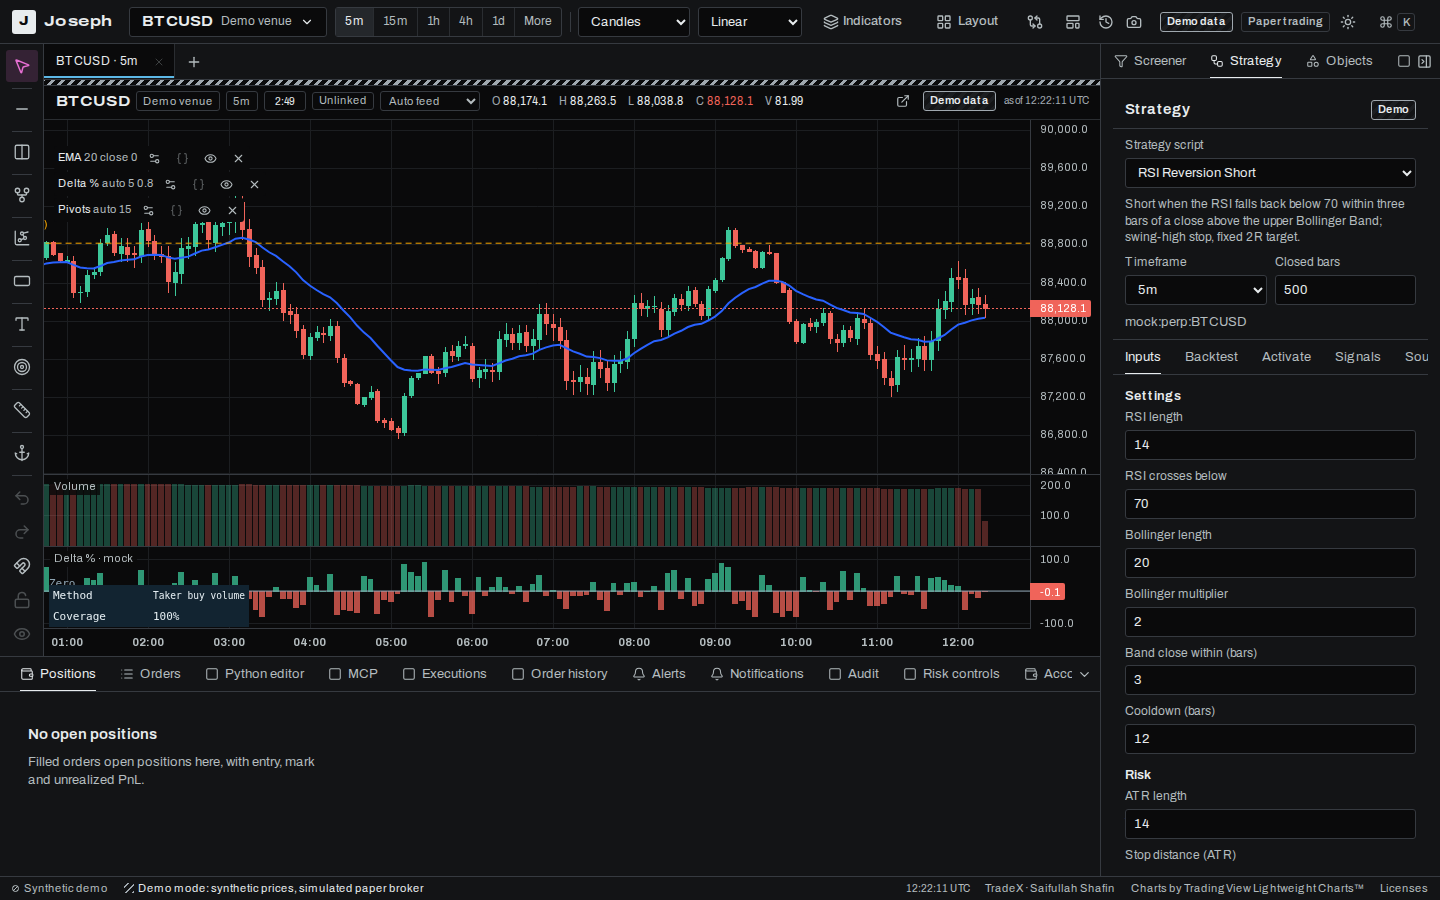 J Joseph BTCUSD Demo venue 5m 15m 1h 4h 1d More Candles Linear Indicators Layout Demo data Paper trading ⌘ K
BTCUSD · 5m
Screener Strategy Objects
BTCUSD Demo venue 5m 2:49 Unlinked Auto feed O 88,174.1 H 88,263.5 L 88,038.8 C 88,128.1 V 81.99 Demo data as of 12:22:11 UTC
EMA 20 close 0
Delta % auto 5 0.8
Pivots auto 15
90,000.0
89,600.0
89,200.0
88,800.0
88,400.0
88,128.1
88,000.0
87,600.0
87,200.0
86,800.0
86,400.0
Volume
200.0
100.0
Delta % · mock
100.0
Zero
-0.1
-100.0
Method Taker buy volume
Coverage 100%
01:00 02:00 03:00 04:00 05:00 06:00 07:00 08:00 09:00 10:00 11:00 12:00
Positions Orders Python editor MCP Executions Order history Alerts Notifications Audit Risk controls Acco
No open positions
Filled orders open positions here, with entry, mark
and unrealized PnL.
Strategy Demo
Strategy script
RSI Reversion Short
Short when the RSI falls back below 70 within three
bars of a close above the upper Bollinger Band;
swing-high stop, fixed 2R target.
Timeframe Closed bars
5m 500
mock:perp:BTCUSD
Inputs Backtest Activate Signals Sou
Settings
RSI length
14
RSI crosses below
70
Bollinger length
20
Bollinger multiplier
2
Band close within (bars)
3
Cooldown (bars)
12
Risk
ATR length
14
Stop distance (ATR)
Synthetic demo Demo mode: synthetic prices, simulated paper broker 12:22:11 UTC TradeX · Saifullah Shafin Charts by TradingView Lightweight Charts™ Licenses